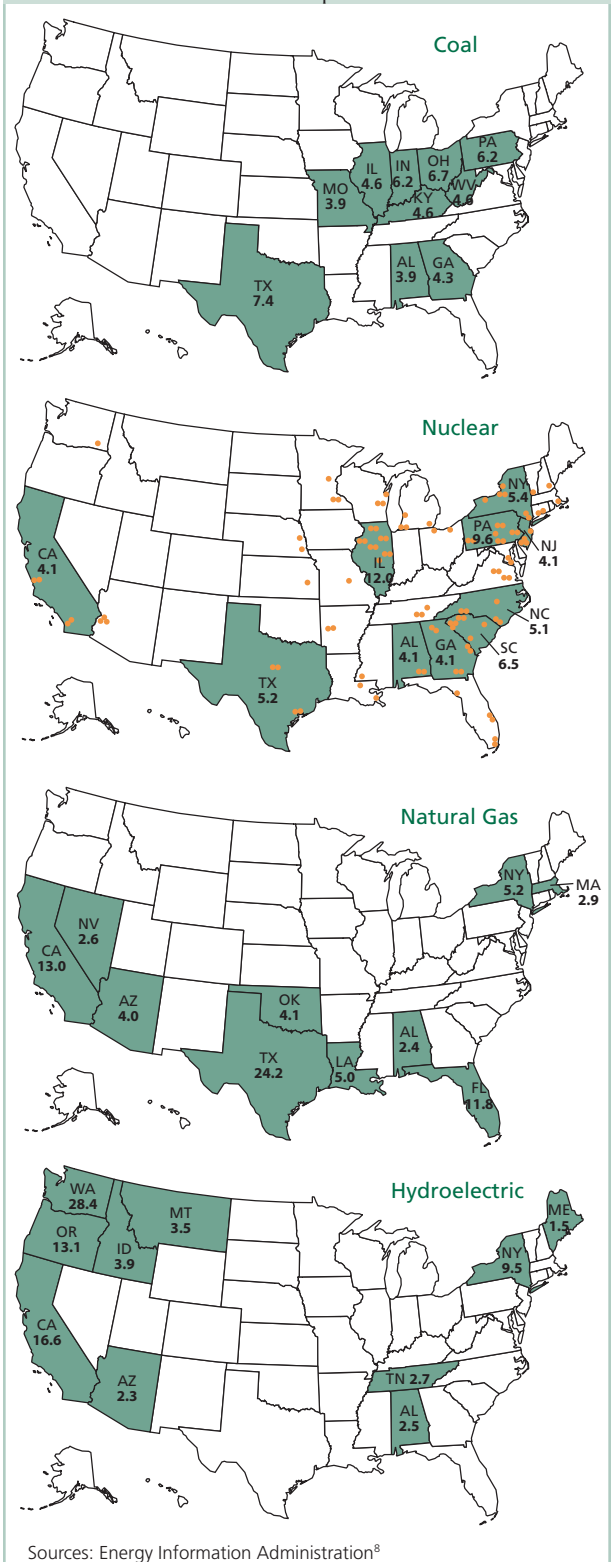 Coal
PA
6.2
OH
6.7
IN
6.2
IL
4.6
WV
4.6
MO
3.9
KY
4.6
AL
3.9
GA
4.3
TX
7.4
Nuclear
NY
5.4
PA
9.6
NJ
4.1
CA
4.1
IL
12.0
NC
5.1
SC
6.5
AL
4.1
GA
4.1
TX
5.2
Natural Gas
NY
5.2
MA
2.9
NV
2.6
CA
13.0
AZ
4.0
OK
4.1
TX
24.2
LA
5.0
AL
2.4
FL
11.8
Hydroelectric
WA
28.4
MT
3.5
ME
1.5
OR
13.1
ID
3.9
NY
9.5
CA
16.6
AZ
2.3
TN 2.7
AL
2.5
Sources: Energy Information Administration⁸